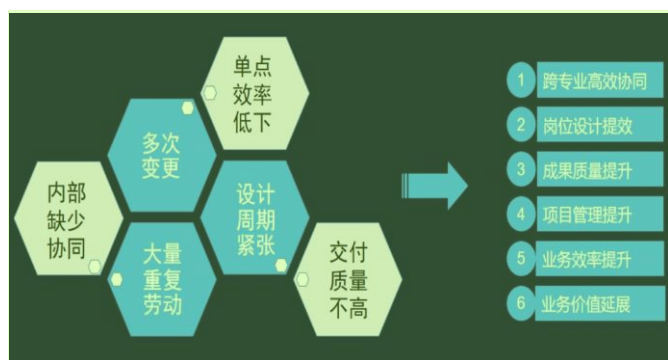 单点
效率
低下
多次
变更
内部
缺少
协同
设计
周期
紧张
大量
重复
劳动
交付
质量
不高
1 跨专业高效协同
2 岗位设计提效
3 成果质量提升
4 项目管理提升
5 业务效率提升
6 业务价值延展